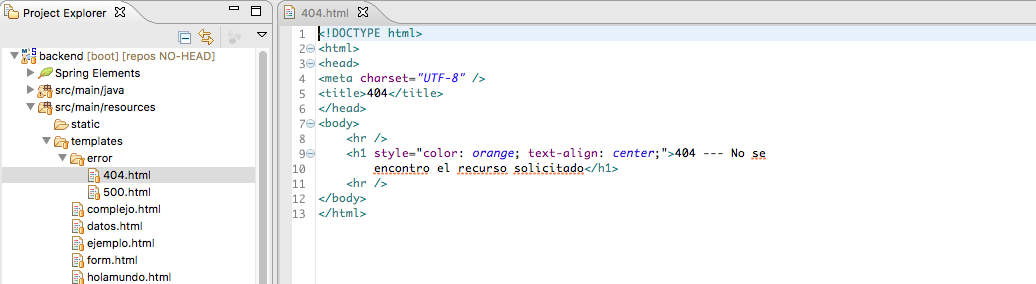 Project Explorer
backend [boot] [repos NO-HEAD]
Spring Elements
src/main/java
src/main/resources
static
templates
error
404.html
500.html
complejo.html
datos.html
ejemplo.html
form.html
holamundo.html
404.html
1 <!DOCTYPE html>
2 <html>
3 <head>
4 <meta charset="UTF-8" />
5 <title>404</title>
6 </head>
7 <body>
8 <hr />
9 <h1 style="color: orange; text-align: center;">404 --- No se
10 encontro el recurso solicitado</h1>
11 <hr />
12 </body>
13 </html>